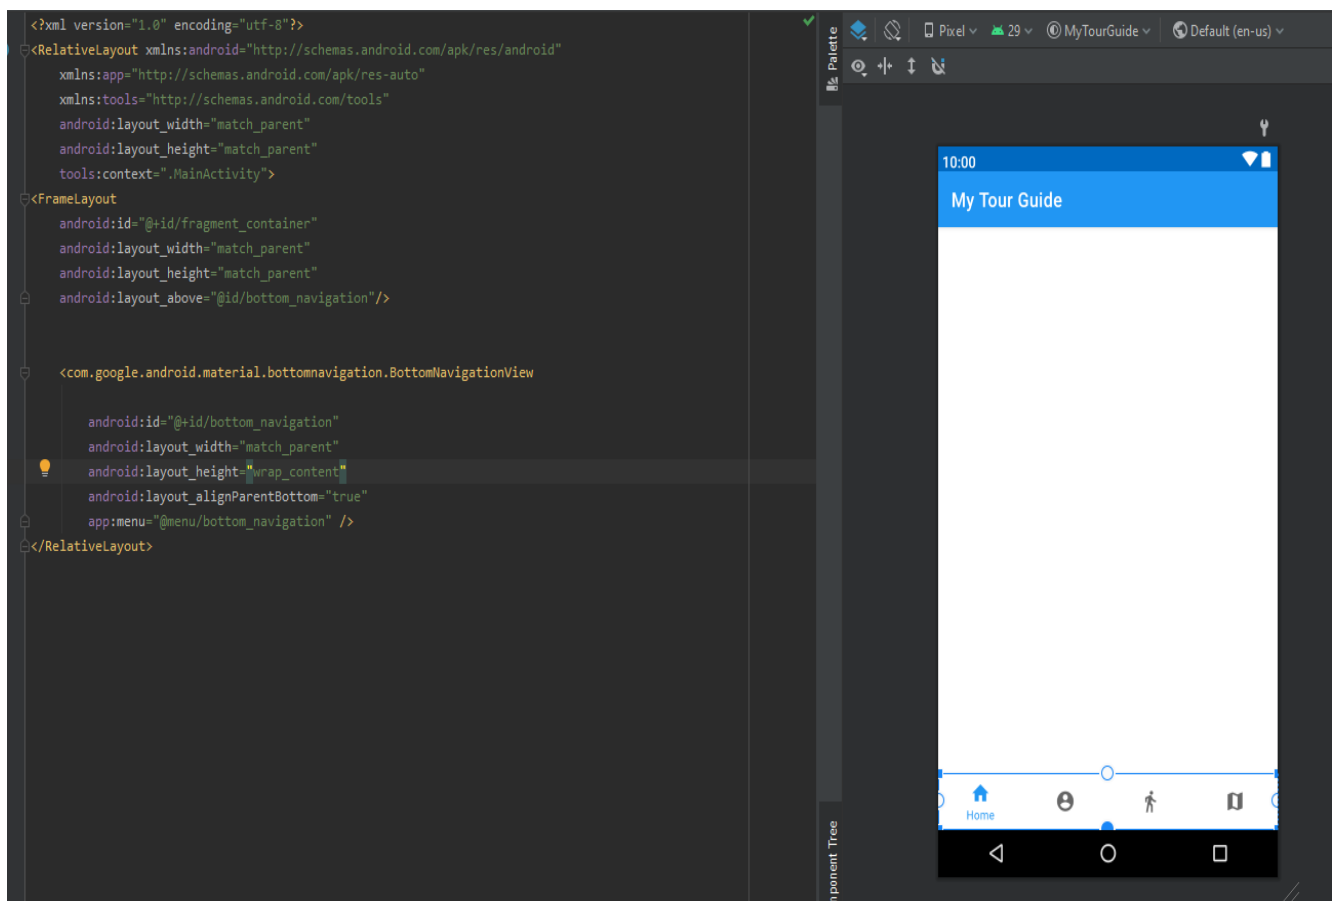 <?xml version="1.0" encoding="utf-8"?>
<RelativeLayout xmlns:android="http://schemas.android.com/apk/res/android"
xmlns:app="http://schemas.android.com/apk/res-auto"
xmlns:tools="http://schemas.android.com/tools"
android:layout_width="match_parent"
android:layout_height="match_parent"
tools:context=".MainActivity">
<FrameLayout
android:id="@+id/fragment_container"
android:layout_width="match_parent"
android:layout_height="match_parent"
android:layout_above="@id/bottom_navigation"/>
<com.google.android.material.bottomnavigation.BottomNavigationView
android:id="@+id/bottom_navigation"
android:layout_width="match_parent"
android:layout_height="wrap_content"
android:layout_alignParentBottom="true"
app:menu="@menu/bottom_navigation" />
</RelativeLayout>
Palette
Pixel 29 MyTourGuide Default (en-us)
10:00
My Tour Guide
Home
ponent Tree